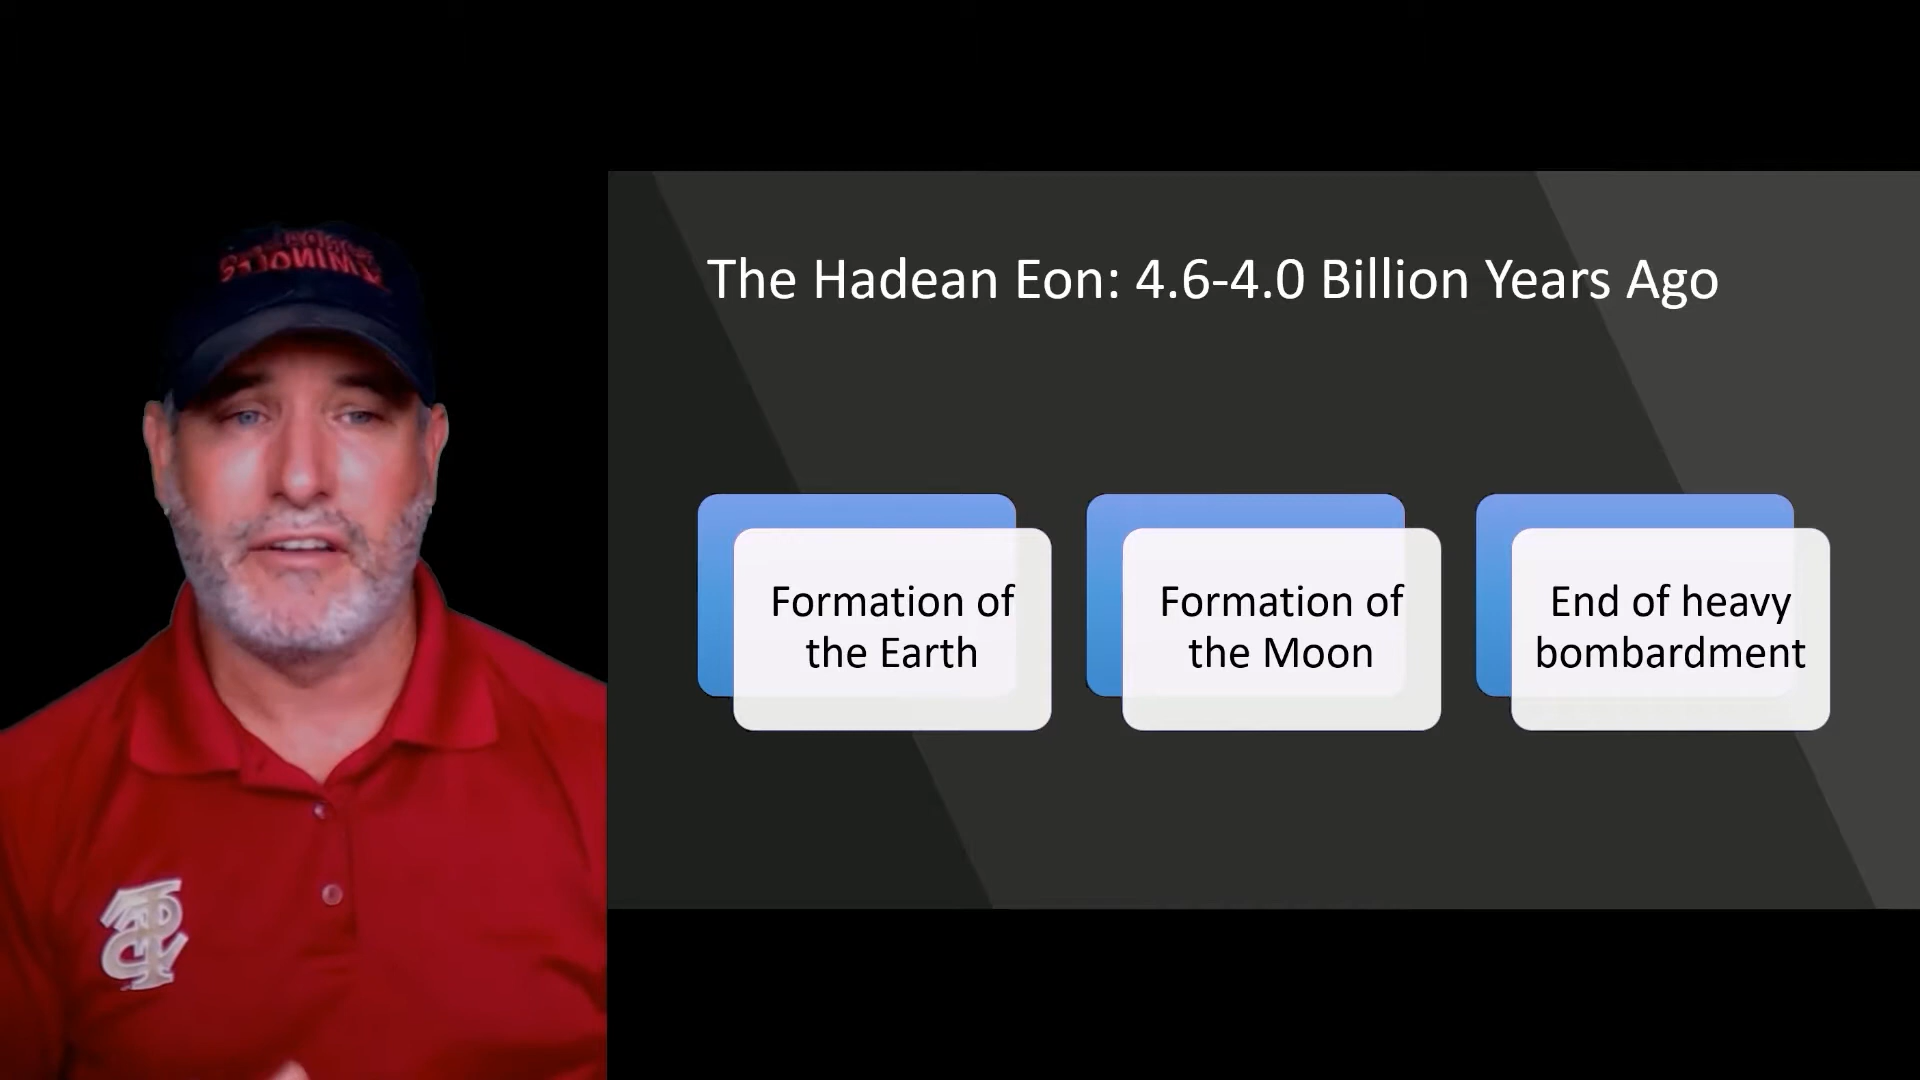 The Hadean Eon: 4.6-4.0 Billion Years Ago
Formation of
the Earth
Formation of
the Moon
End of heavy
bombardment